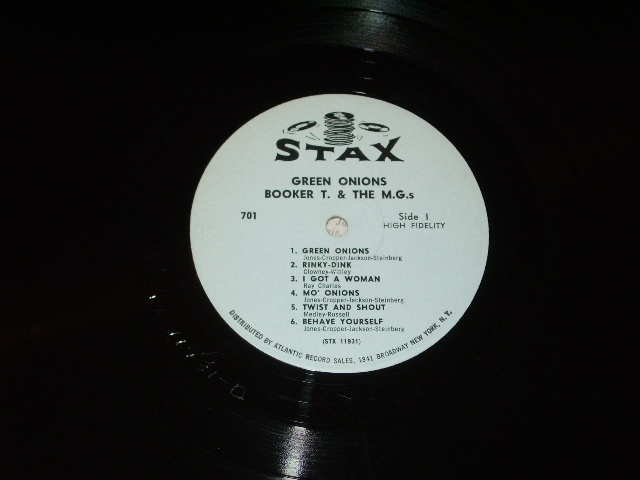 STAX
GREEN ONIONS
BOOKER T. & THE M.G.s
701
Side 1
HIGH FIDELITY
1. GREEN ONIONS
Jones-Cropper-Jackson-Steinberg
2. RINKY-DINK
Clowney-Winley
3. I GOT A WOMAN
Ray Charles
4. MO' ONIONS
Jones-Cropper-Jackson-Steinberg
5. TWIST AND SHOUT
Medley-Russell
6. BEHAVE YOURSELF
Jones-Cropper-Jackson-Steinberg
(STX 11831)
DISTRIBUTED BY ATLANTIC RECORD SALES, 1841 BROADWAY NEW YORK, N.Y.